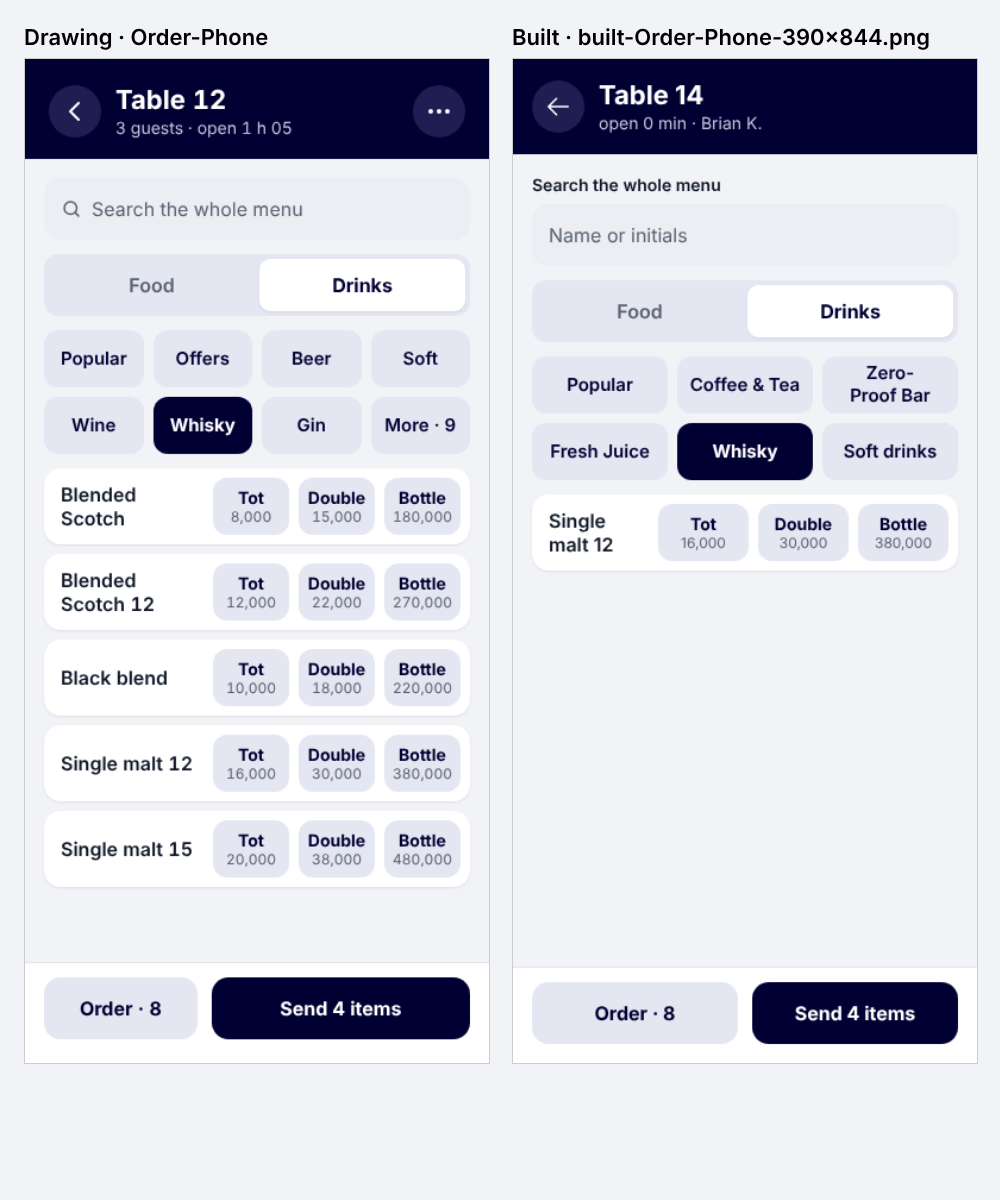 Drawing · Order-Phone
Table 12
3 guests · open 1 h 05
Search the whole menu
Food
Drinks
Popular
Offers
Beer
Soft
Wine
Whisky
Gin
More · 9
Blended
Scotch
Tot
8,000
Double
15,000
Bottle
180,000
Blended
Scotch 12
Tot
12,000
Double
22,000
Bottle
270,000
Black blend
Tot
10,000
Double
18,000
Bottle
220,000
Single malt 12
Tot
16,000
Double
30,000
Bottle
380,000
Single malt 15
Tot
20,000
Double
38,000
Bottle
480,000
Order · 8
Send 4 items
Built · built-Order-Phone-390×844.png
Table 14
open 0 min · Brian K.
Search the whole menu
Name or initials
Food
Drinks
Popular
Coffee & Tea
Zero-
Proof Bar
Fresh Juice
Whisky
Soft drinks
Single
malt 12
Tot
16,000
Double
30,000
Bottle
380,000
Order · 8
Send 4 items